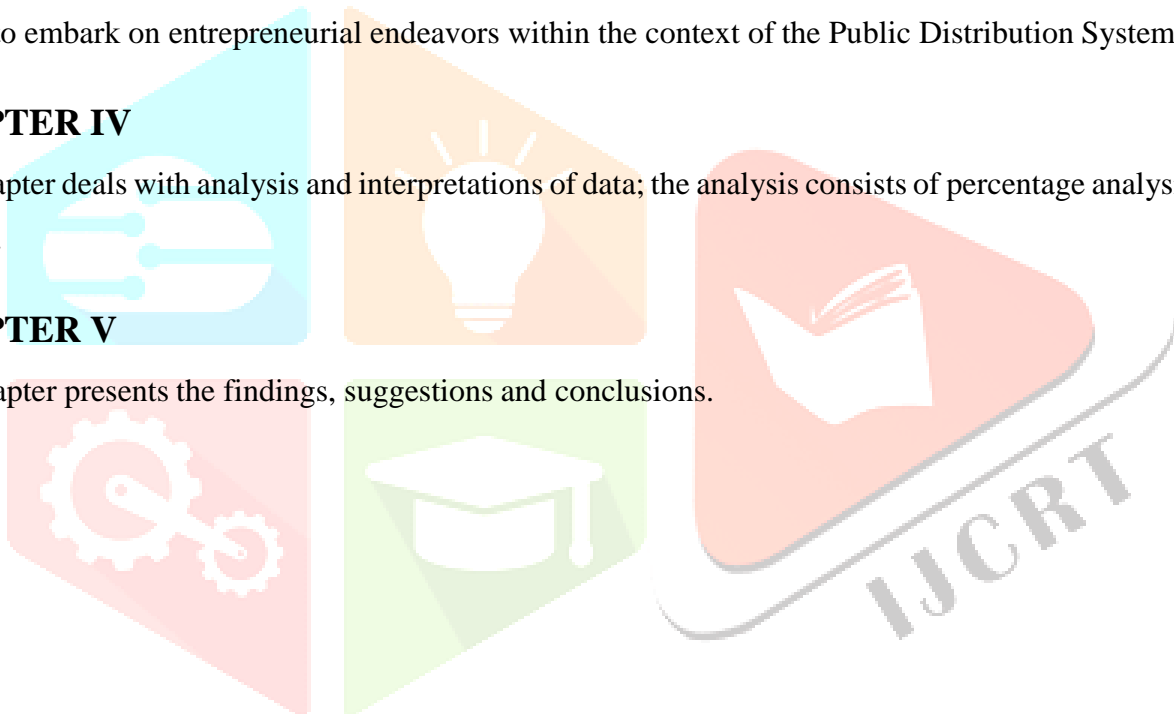 o embark on entrepreneurial endeavors within the context of the Public Distribution System
PTER IV
apter deals with analysis and interpretations of data; the analysis consists of percentage analys
PTER V
apter presents the findings, suggestions and conclusions.
IJCRT